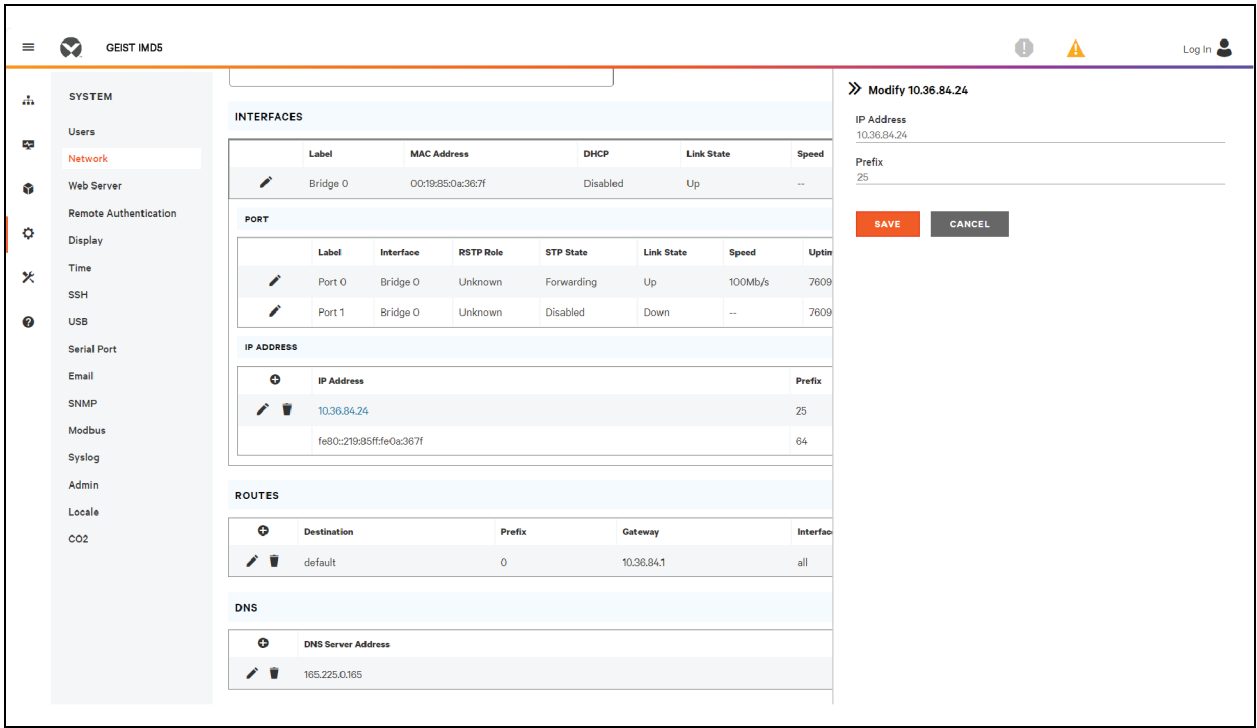 GEIST IMD5
Log In
SYSTEM
Users
Network
Web Server
Remote Authentication
Display
Time
SSH
USB
Serial Port
Email
SNMP
Modbus
Syslog
Admin
Locale
CO2
INTERFACES
Label MAC Address DHCP Link State Speed
Bridge 0 00:19:85:0a:36:7f Disabled Up --
PORT
Label Interface RSTP Role STP State Link State Speed Uptim
Port 0 Bridge 0 Unknown Forwarding Up 100Mb/s 7609
Port 1 Bridge 0 Unknown Disabled Down -- 7609
IP ADDRESS
IP Address Prefix
10.36.84.24 25
fe80::219:85ff:fe0a:367f 64
ROUTES
Destination Prefix Gateway Interfac
default 0 10.36.84.1 all
DNS
DNS Server Address
165.225.0.165
Modify 10.36.84.24
IP Address
10.36.84.24
Prefix
25
SAVE CANCEL